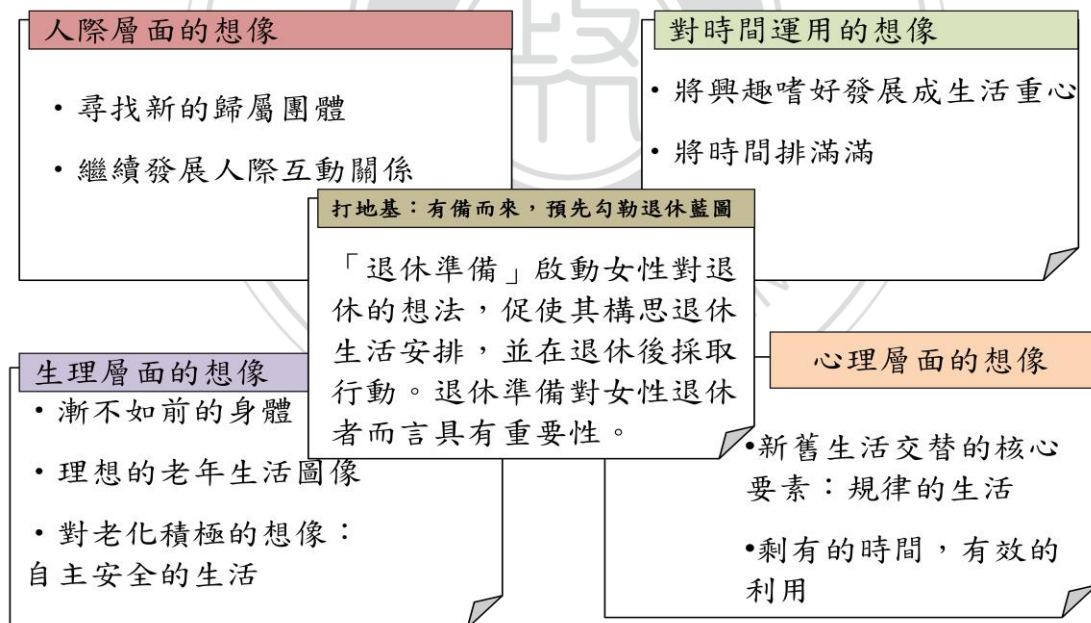 人際層面的想像
・尋找新的歸屬團體
・繼續發展人際互動關係
對時間運用的想像
・將興趣嗜好發展成生活重心
・將時間排滿滿
打地基：有備而來，預先勾勒退休藍圖
「退休準備」啟動女性對退
休的想法，促使其構思退休
生活安排，並在退休後採取
行動。退休準備對女性退休
者而言具有重要性。
生理層面的想像
・漸不如前的身體
・理想的老年生活圖像
・對老化積極的想像：
自主安全的生活
心理層面的想像
•新舊生活交替的核心
要素：規律的生活
•剩有的時間，有效的
利用